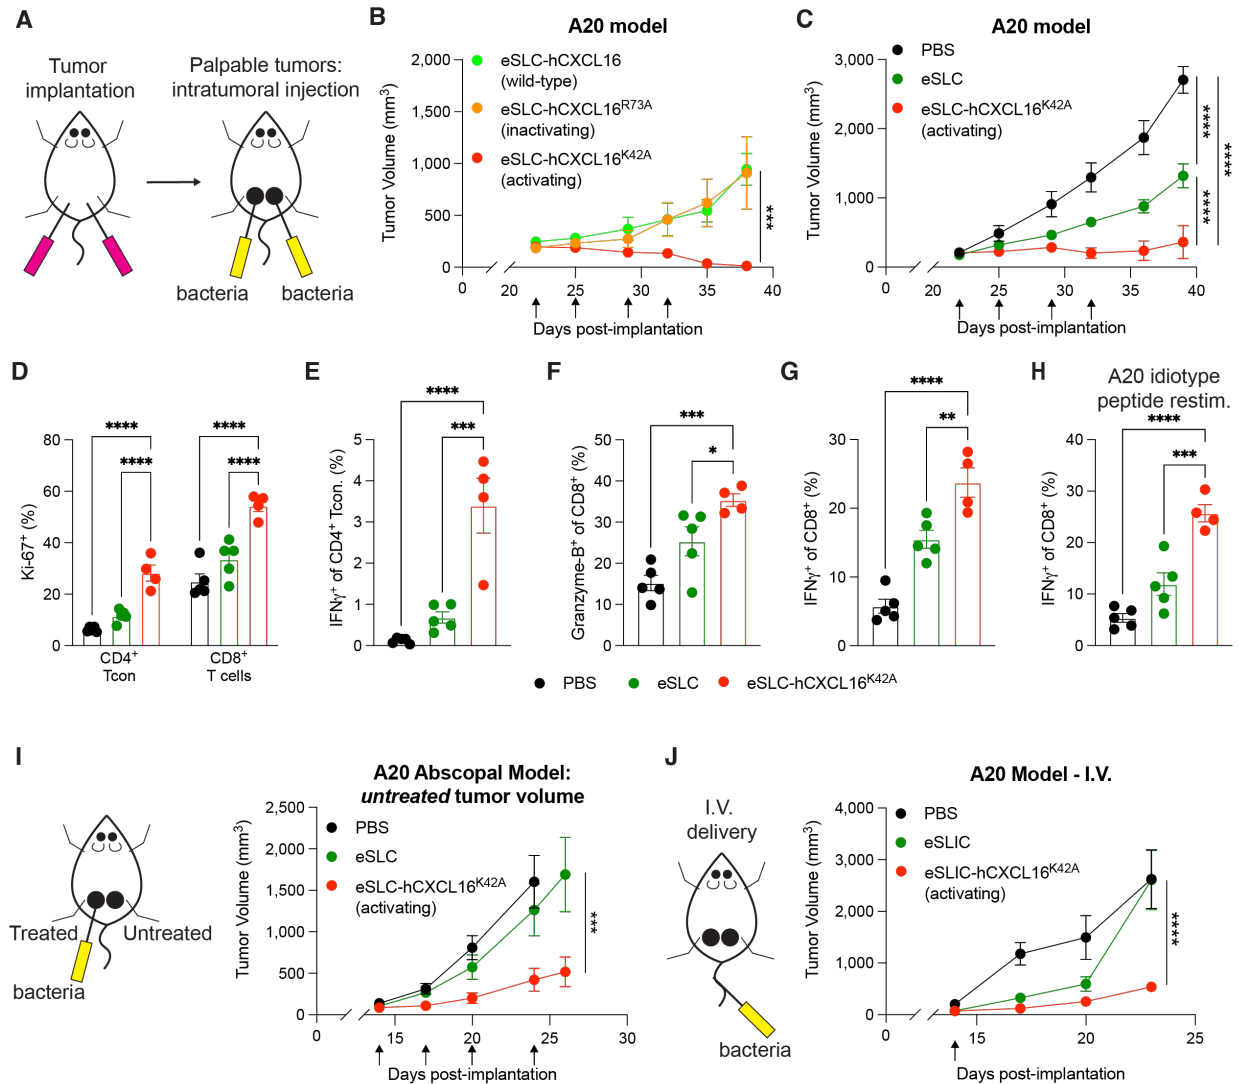 A
Tumor
implantation
Palpable tumors:
intratumoral injection
bacteria
bacteria
B
A20 model
Tumor Volume (mm³)
2,000
1,500
1,000
500
0
eSLC-hCXCL16
(wild-type)
eSLC-hCXCL16R73A
(inactivating)
eSLC-hCXCL16K42A
(activating)
***
0 20 25 30 35 40
Days post-implantation
C
A20 model
Tumor Volume (mm³)
3,000
2,000
1,000
0
PBS
eSLC
eSLC-hCXCL16K42A
(activating)
****
****
****
0 20 25 30 35 40
Days post-implantation
D
Ki-67⁺ (%)
80
60
40
20
0
**** ****
**** ****
CD4⁺ CD8⁺
Tcon T cells
E
IFNγ⁺ of CD4⁺ Tcon. (%)
5
4
3
2
1
0
****
***
F
Granzyme-B⁺ of CD8⁺ (%)
50
40
30
20
10
0
***
*
G
IFNγ⁺ of CD8⁺ (%)
30
20
10
0
****
**
H
A20 idiotype
peptide restim.
IFNγ⁺ of CD8⁺ (%)
40
30
20
10
0
****
***
PBS eSLC eSLC-hCXCL16K42A
I
Treated Untreated
bacteria
A20 Abscopal Model:
untreated tumor volume
Tumor Volume (mm³)
2,500
2,000
1,500
1,000
500
0
PBS
eSLC
eSLC-hCXCL16K42A
(activating)
***
0 15 20 25 30
Days post-implantation
J
I.V.
delivery
bacteria
A20 Model - I.V.
Tumor Volume (mm³)
4,000
3,000
2,000
1,000
0
PBS
eSLIC
eSLIC-hCXCL16K42A
(activating)
****
0 15 20 25
Days post-implantation